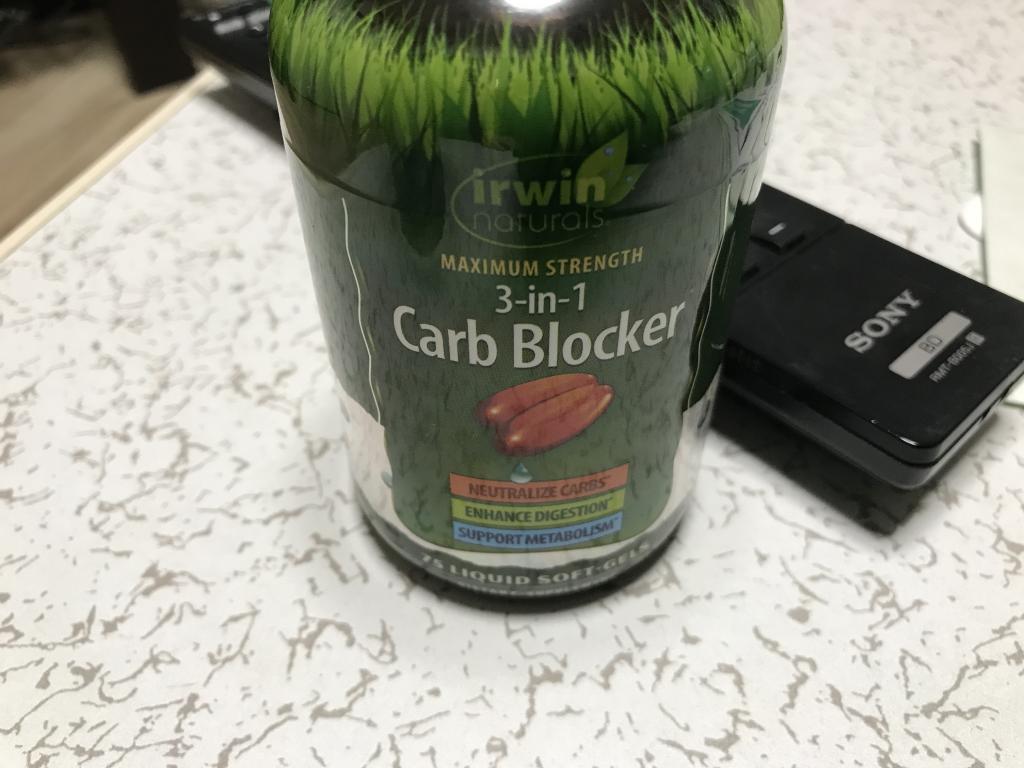 irwin
naturals
MAXIMUM STRENGTH
3-in-1
Carb Blocker
NEUTRALIZE CARBS
ENHANCE DIGESTION
SUPPORT METABOLISM
75 LIQUID SOFT-GELS
SONY
BD